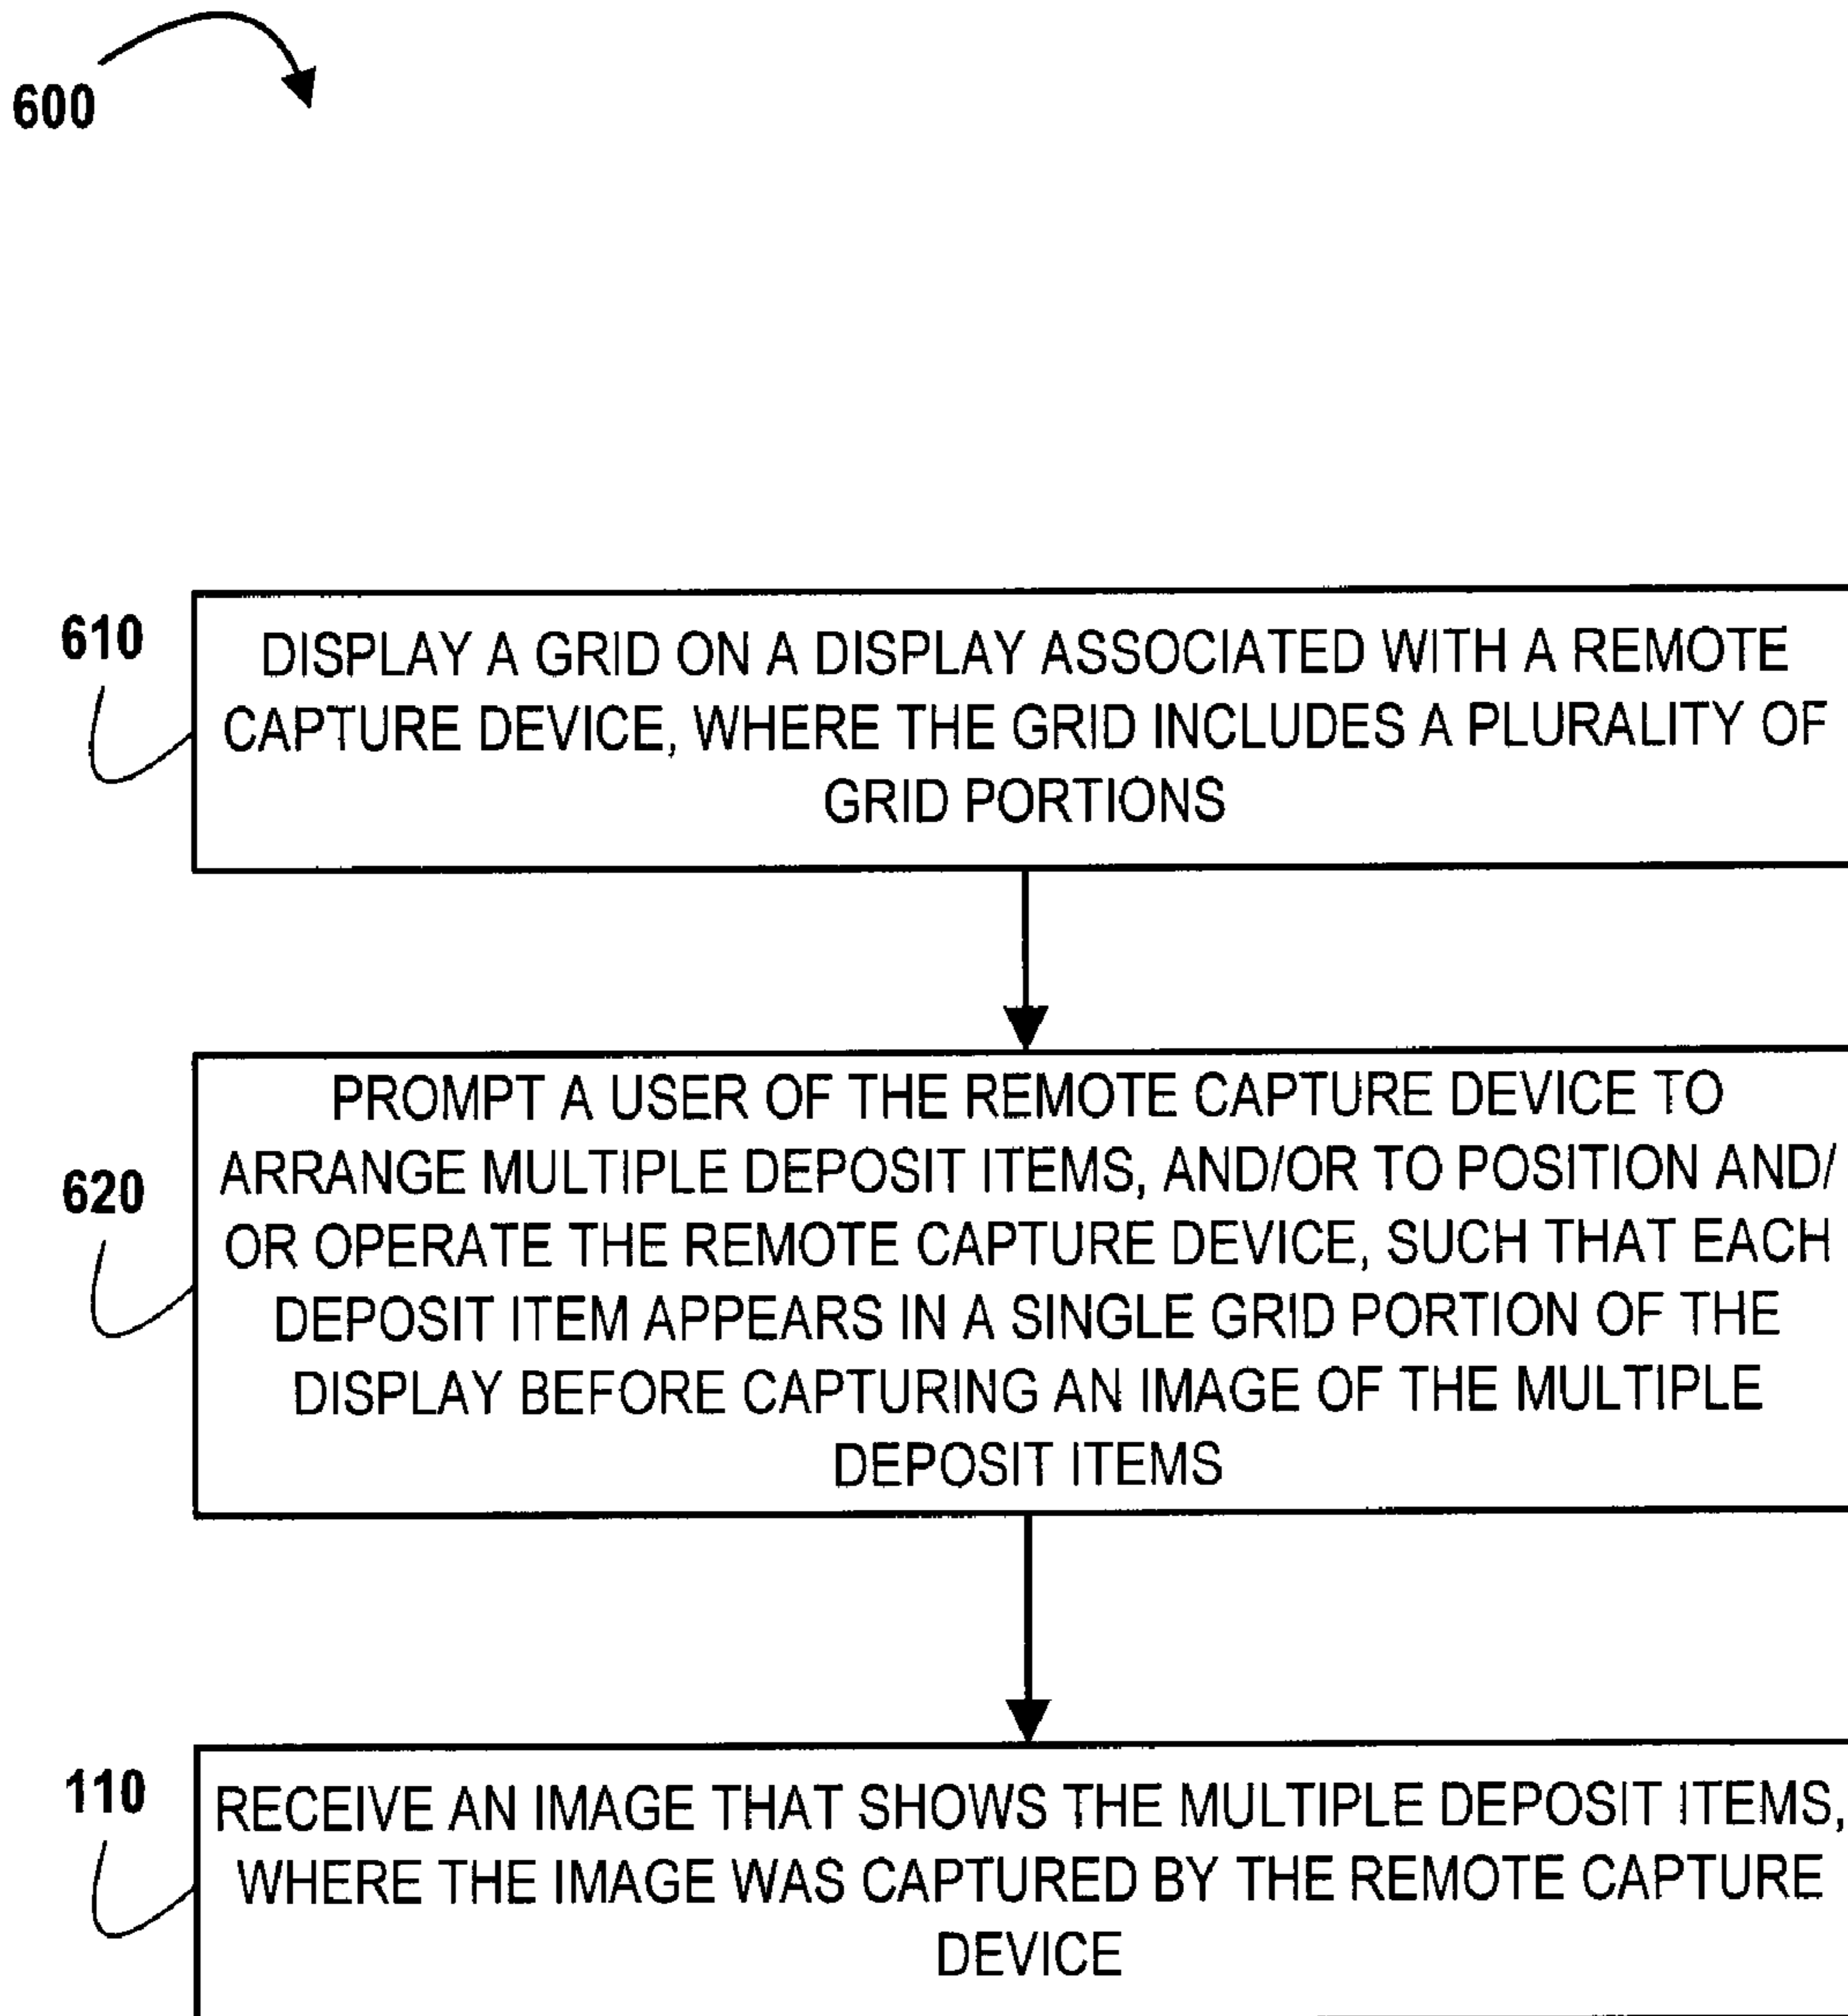 600
610
DISPLAY A GRID ON A DISPLAY ASSOCIATED WITH A REMOTE
CAPTURE DEVICE, WHERE THE GRID INCLUDES A PLURALITY OF
GRID PORTIONS
620
PROMPT A USER OF THE REMOTE CAPTURE DEVICE TO
ARRANGE MULTIPLE DEPOSIT ITEMS, AND/OR TO POSITION AND/
OR OPERATE THE REMOTE CAPTURE DEVICE, SUCH THAT EACH
DEPOSIT ITEM APPEARS IN A SINGLE GRID PORTION OF THE
DISPLAY BEFORE CAPTURING AN IMAGE OF THE MULTIPLE
DEPOSIT ITEMS
110
RECEIVE AN IMAGE THAT SHOWS THE MULTIPLE DEPOSIT ITEMS,
WHERE THE IMAGE WAS CAPTURED BY THE REMOTE CAPTURE
DEVICE